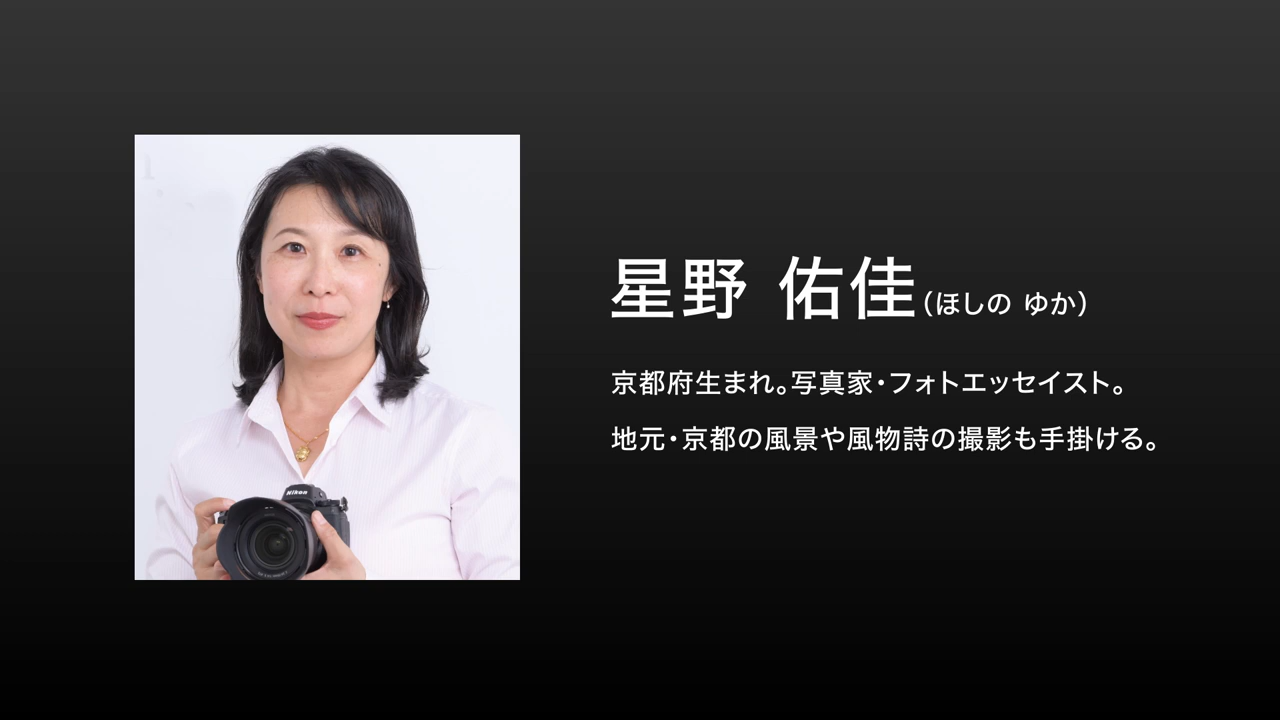 星野 佑佳(ほしの ゆか)
京都府生まれ。写真家・フォトエッセイスト。
地元・京都の風景や風物詩の撮影も手掛ける。
Nikon